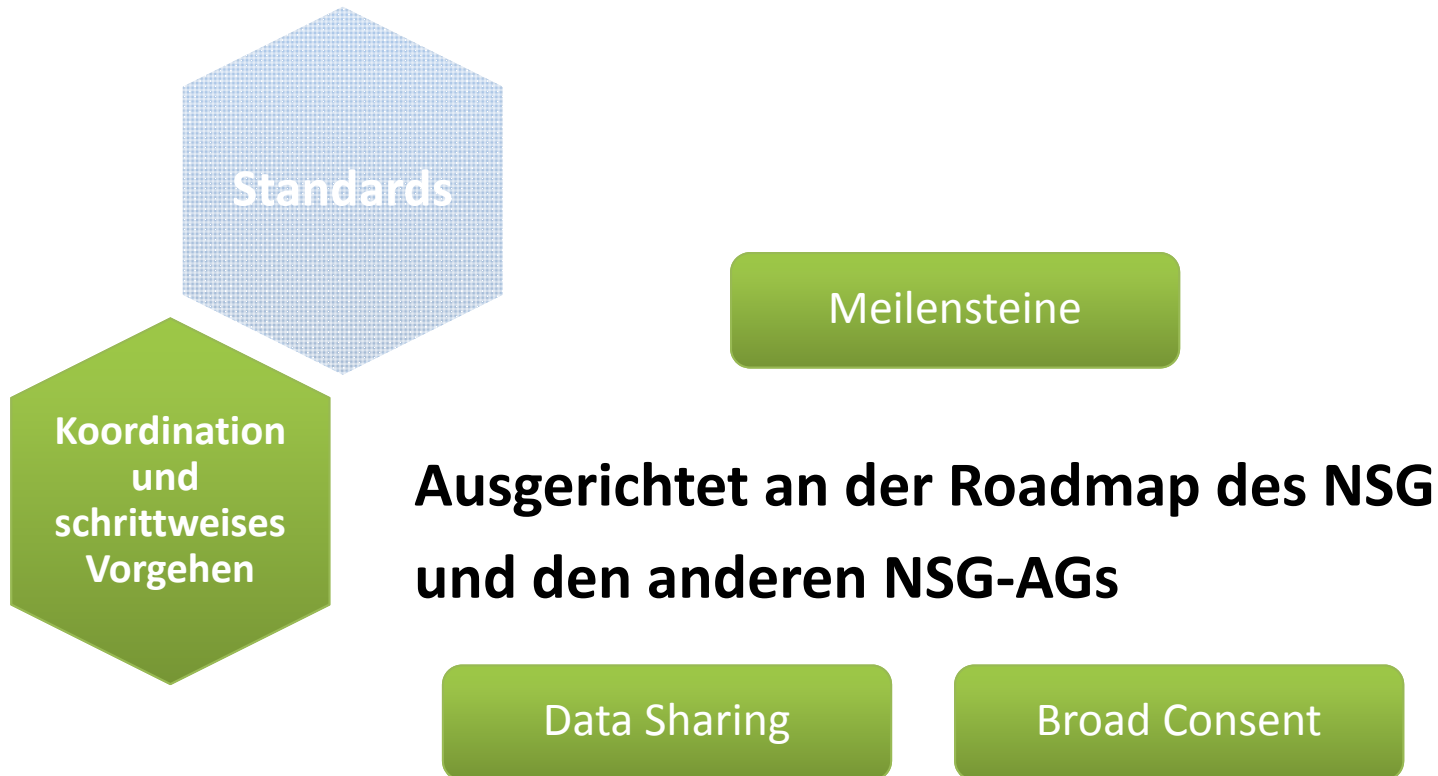 Standards
Meilensteine
Koordination
und
schrittweises
Vorgehen
Ausgerichtet an der Roadmap des NSG
und den anderen NSG-AGs
Data Sharing
Broad Consent